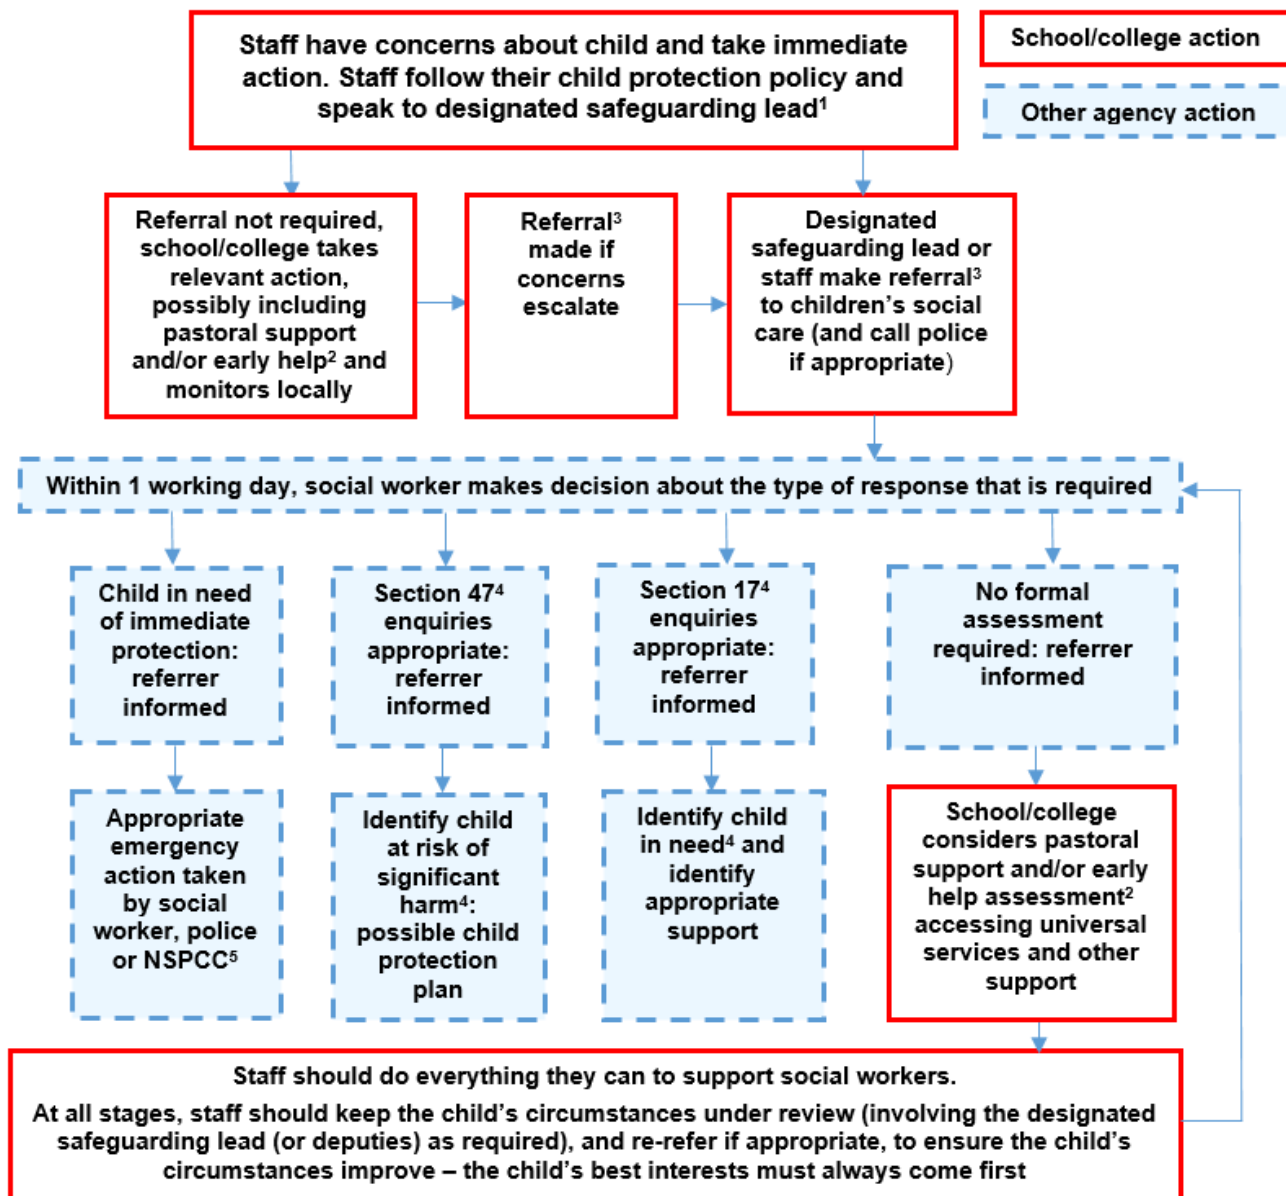 Staff have concerns about child and take immediate
action. Staff follow their child protection policy and
speak to designated safeguarding lead¹
School/college action
Other agency action
Referral not required,
school/college takes
relevant action,
possibly including
pastoral support
and/or early help² and
monitors locally
Referral³
made if
concerns
escalate
Designated
safeguarding lead or
staff make referral³
to children’s social
care (and call police
if appropriate)
Within 1 working day, social worker makes decision about the type of response that is required
Child in need
of immediate
protection:
referrer
informed
Section 47⁴
enquiries
appropriate:
referrer
informed
Section 17⁴
enquiries
appropriate:
referrer
informed
No formal
assessment
required: referrer
informed
Appropriate
emergency
action taken
by social
worker, police
or NSPCC⁵
Identify child
at risk of
significant
harm⁴:
possible child
protection
plan
Identify child
in need⁴ and
identify
appropriate
support
School/college
considers pastoral
support and/or early
help assessment²
accessing universal
services and other
support
Staff should do everything they can to support social workers.
At all stages, staff should keep the child’s circumstances under review (involving the designated
safeguarding lead (or deputies) as required), and re-refer if appropriate, to ensure the child’s
circumstances improve – the child’s best interests must always come first